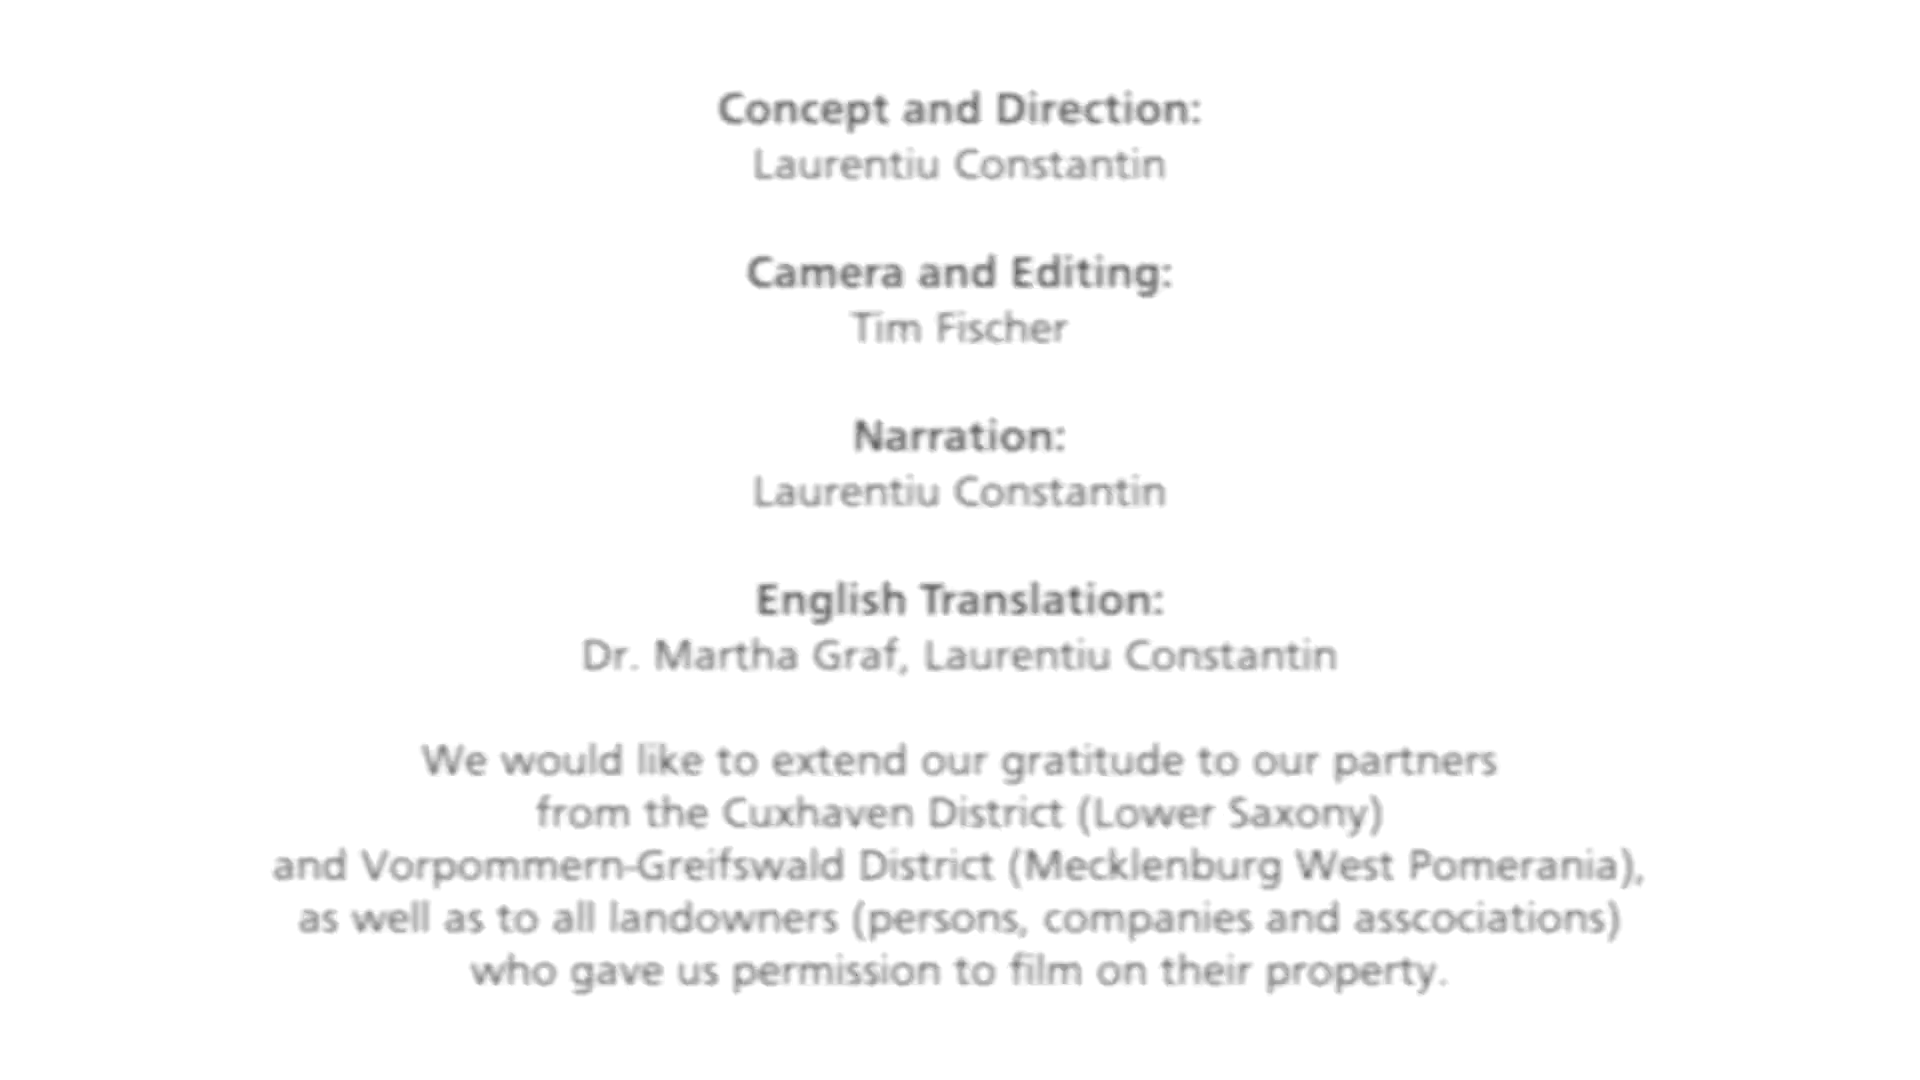 Concept and Direction:
Laurentiu Constantin
Camera and Editing:
Tim Fischer
Narration:
Laurentiu Constantin
English Translation:
Dr. Martha Graf, Laurentiu Constantin
We would like to extend our gratitude to our partners
from the Cuxhaven District (Lower Saxony)
and Vorpommern-Greifswald District (Mecklenburg West Pomerania),
as well as to all landowners (persons, companies and asscociations)
who gave us permission to film on their property.